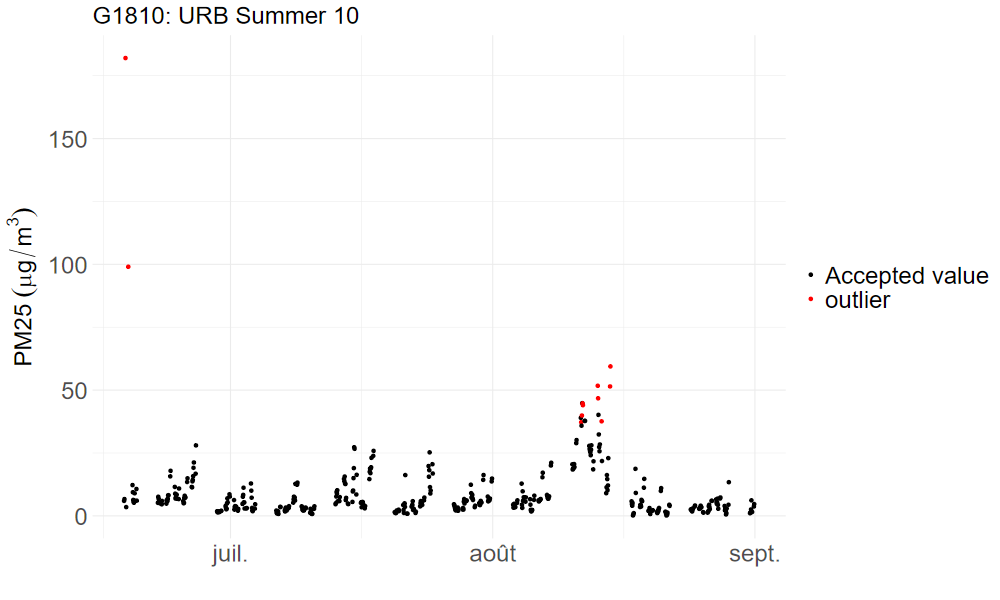 G1810: URB Summer 10
PM25 (μg/m³)
150
100
50
0
juil.
août
sept.
Accepted value
outlier